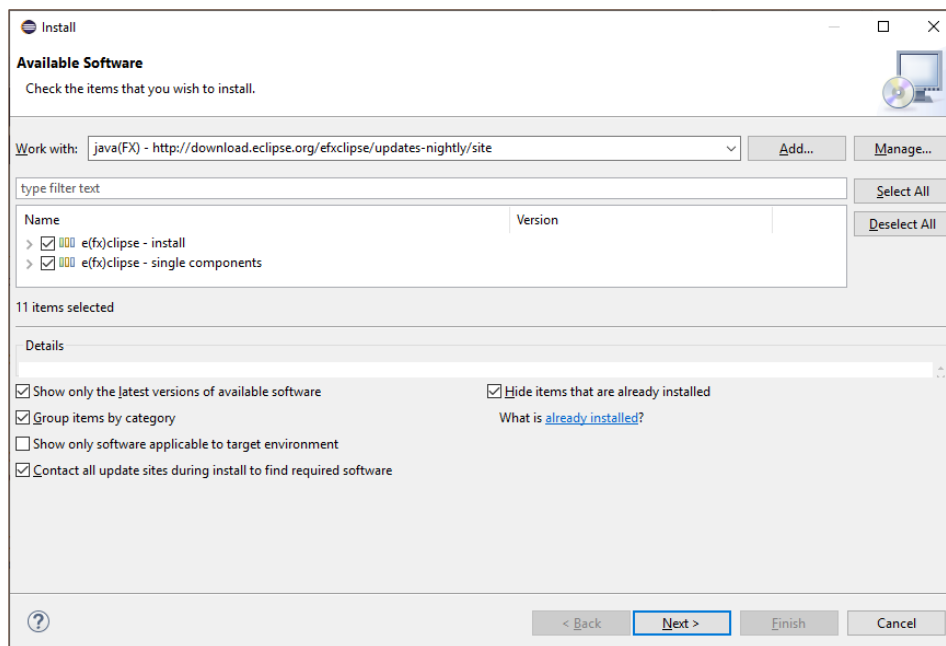 Install
Available Software
Check the items that you wish to install.
Work with: java(FX) - http://download.eclipse.org/efxclipse/updates-nightly/site Add... Manage...
type filter text Select All
Name Version Deselect All
e(fx)clipse - install
e(fx)clipse - single components
11 items selected
Details
Show only the latest versions of available software Hide items that are already installed
Group items by category What is already installed?
Show only software applicable to target environment
Contact all update sites during install to find required software
? < Back Next > Finish Cancel